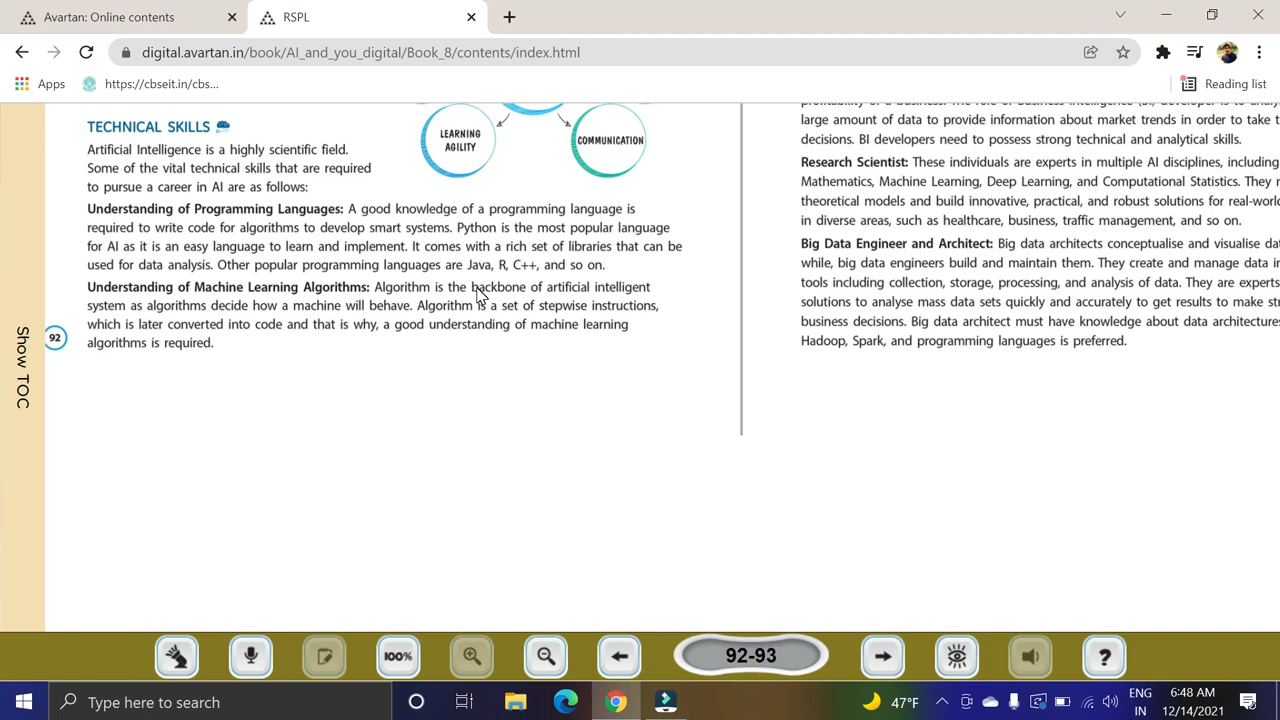 Avartan: Online contents
RSPL
digital.avartan.in/book/AI_and_you_digital/Book_8/contents/index.html
Apps
https://cbseit.in/cbs...
Reading list
LEARNING
AGILITY
COMMUNICATION
TECHNICAL SKILLS
Artificial Intelligence is a highly scientific field.
Some of the vital technical skills that are required
to pursue a career in AI are as follows:
Understanding of Programming Languages: A good knowledge of a programming language is
required to write code for algorithms to develop smart systems. Python is the most popular language
for AI as it is an easy language to learn and implement. It comes with a rich set of libraries that can be
used for data analysis. Other popular programming languages are Java, R, C++, and so on.
Understanding of Machine Learning Algorithms: Algorithm is the backbone of artificial intelligent
system as algorithms decide how a machine will behave. Algorithm is a set of stepwise instructions,
which is later converted into code and that is why, a good understanding of machine learning
algorithms is required.
92
Show TOC
profitability of a business. The role of Business Intelligence (BI) developer is to
large amount of data to provide information about market trends in order to take
decisions. BI developers need to possess strong technical and analytical skills.
Research Scientist: These individuals are experts in multiple AI disciplines, including
Mathematics, Machine Learning, Deep Learning, and Computational Statistics. They
theoretical models and build innovative, practical, and robust solutions for
in diverse areas, such as healthcare, business, traffic management, and so on.
Big Data Engineer and Architect: Big data architects conceptualise and visualise
while, big data engineers build and maintain them. They create and manage data
tools including collection, storage, processing, and analysis of data. They are experts
solutions to analyse mass data sets quickly and accurately to get results to make
business decisions. Big data architect must have knowledge about data architectures
Hadoop, Spark, and programming languages is preferred.
100%
92-93
?
Type here to search
47°F
ENG
IN
6:48 AM
12/14/2021